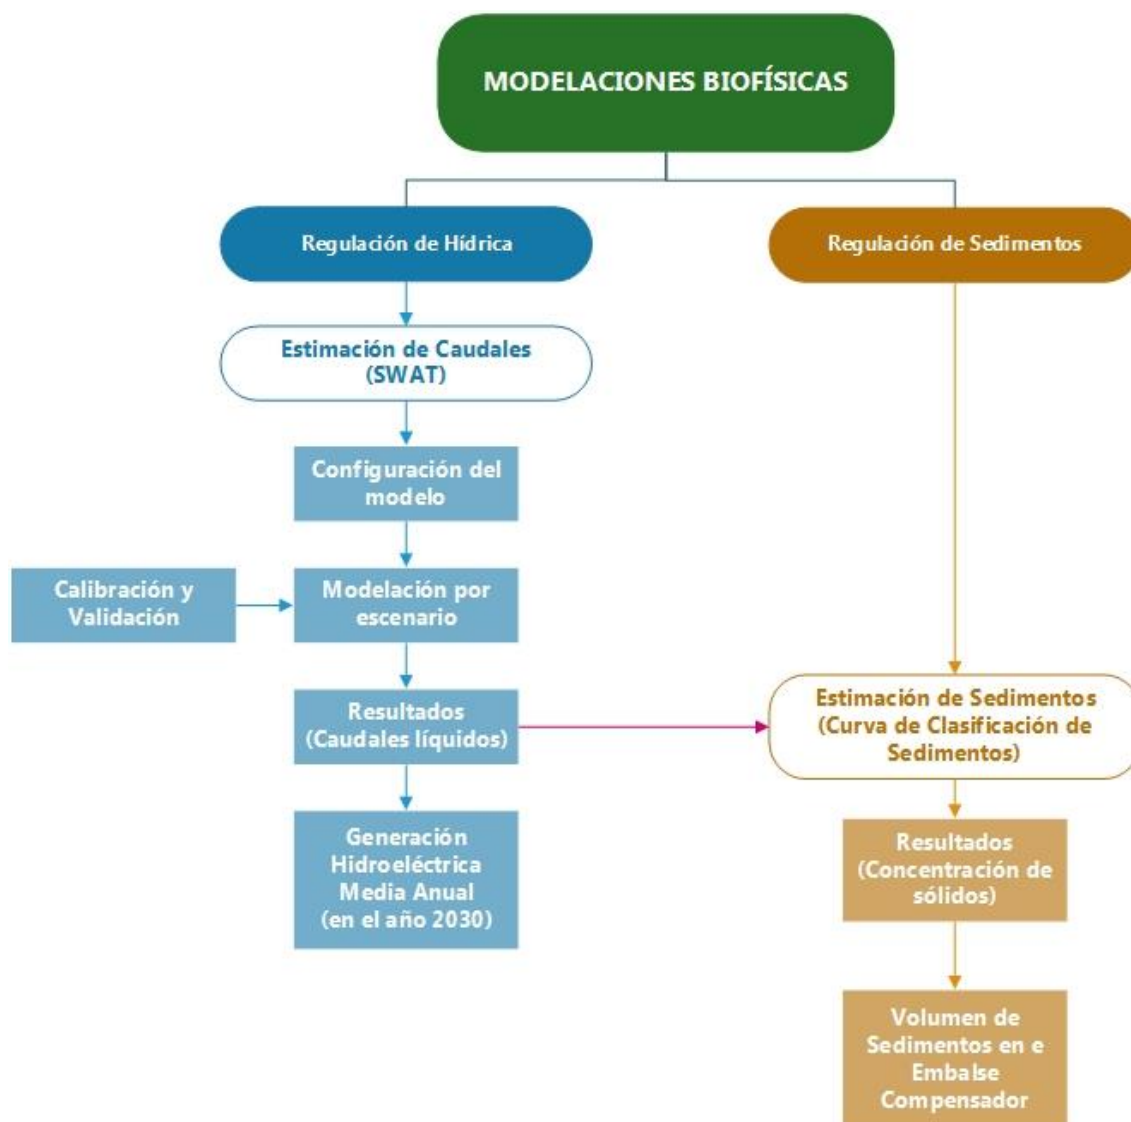 MODELACIONES BIOFÍSICAS
Regulación de Hídrica
Regulación de Sedimentos
Estimación de Caudales
(SWAT)
Configuración del
modelo
Calibración y
Validación
Modelación por
escenario
Resultados
(Caudales líquidos)
Estimación de Sedimentos
(Curva de Clasificación de
Sedimentos)
Generación
Hidroeléctrica
Media Anual
(en el año 2030)
Resultados
(Concentración de
sólidos)
Volumen de
Sedimentos en e
Embalse
Compensador